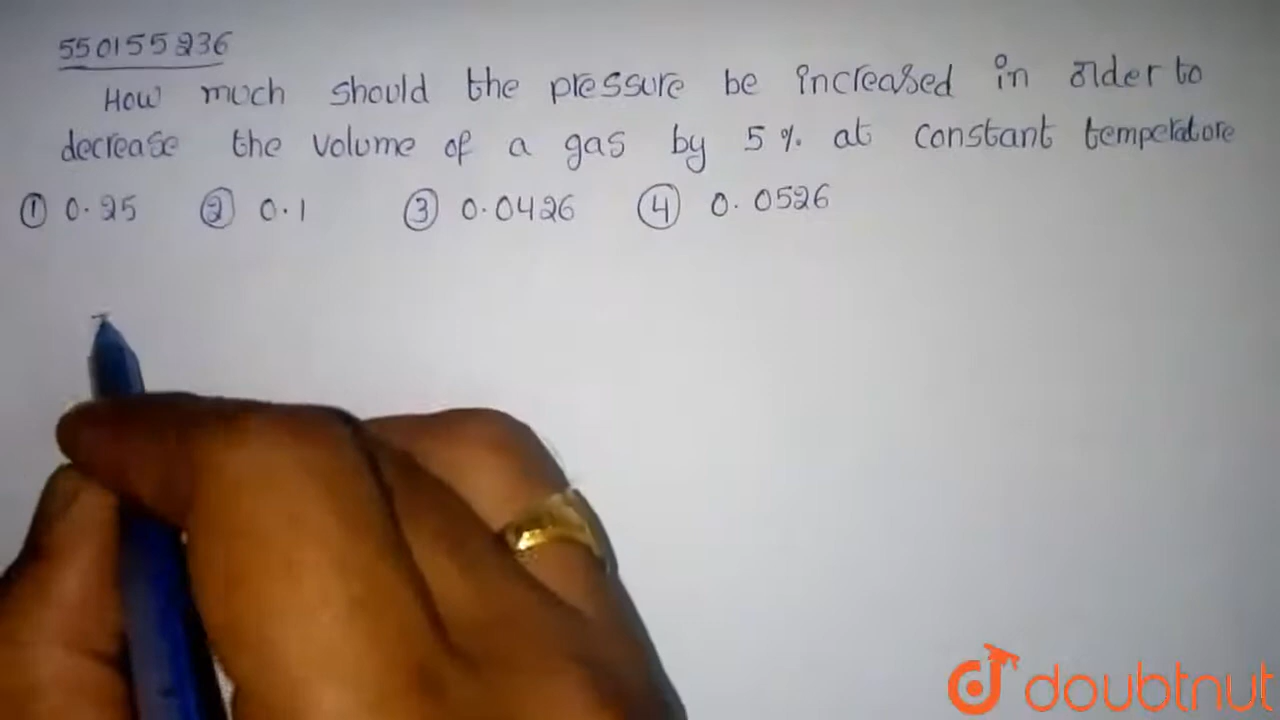 550155236
How much should the pressure be increased in order to
decrease the volume of a gas by 5% at constant temperature
① 0.25 ② 0.1 ③ 0.0426 ④ 0.0526
doubtnut